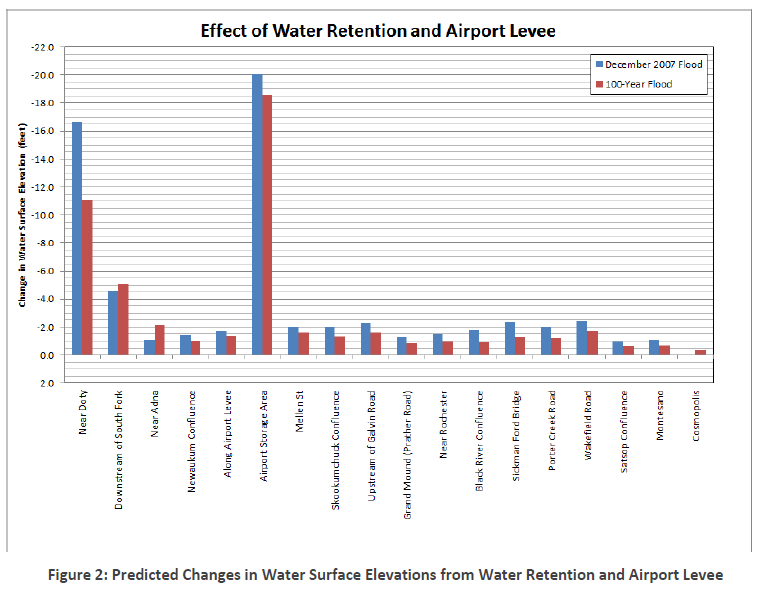 Effect of Water Retention and Airport Levee
Change in Water Surface Elevation (feet)
-22.0
-20.0
-18.0
-16.0
-14.0
-12.0
-10.0
-8.0
-6.0
-4.0
-2.0
0.0
2.0
December 2007 Flood
100-Year Flood
Near Doty
Downstream of South Fork
Near Adna
Newaukum Confluence
Along Airport Levee
Airport Storage Area
Mellen St
Skookumchuck Confluence
Upstream of Galvin Road
Grand Mound (Prather Road)
Near Rochester
Black River Confluence
Sickman Ford Bridge
Porter Creek Road
Wakefield Road
Satsop Confluence
Montesano
Cosmopolis
Figure 2: Predicted Changes in Water Surface Elevations from Water Retention and Airport Levee